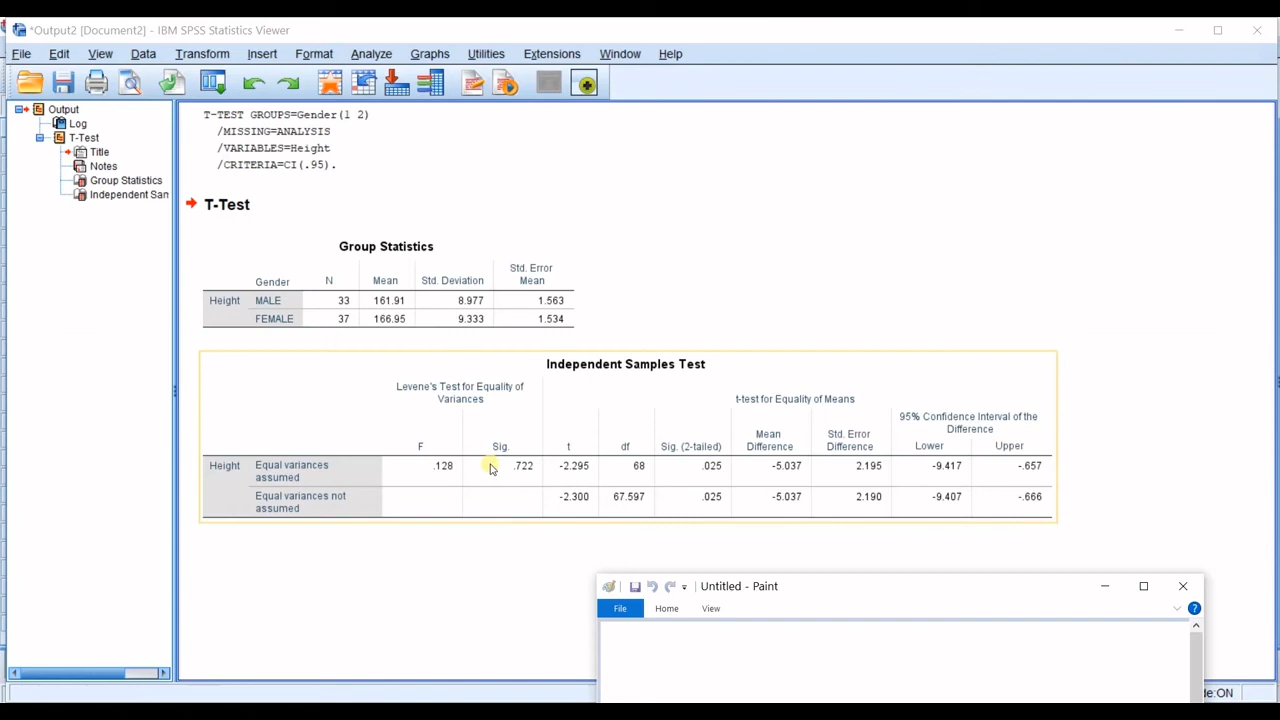 *Output2 [Document2] - IBM SPSS Statistics Viewer
File Edit View Data Transform Insert Format Analyze Graphs Utilities Extensions Window Help
Output
Log
T-Test
Title
Notes
Group Statistics
Independent Sam
T-TEST GROUPS=Gender(1 2)
/MISSING=ANALYSIS
/VARIABLES=Height
/CRITERIA=CI(.95).
T-Test
Group Statistics
Gender N Mean Std. Deviation Std. Error Mean
Height MALE 33 161.91 8.977 1.563
FEMALE 37 166.95 9.333 1.534
Independent Samples Test
Levene's Test for Equality of Variances
t-test for Equality of Means
95% Confidence Interval of the Difference
F Sig. t df Sig. (2-tailed) Mean Difference Std. Error Difference Lower Upper
Height Equal variances assumed .128 .722 -2.295 68 .025 -5.037 2.195 -9.417 -.657
Equal variances not assumed -2.300 67.597 .025 -5.037 2.190 -9.407 -.666
Untitled - Paint
File Home View
de:ON